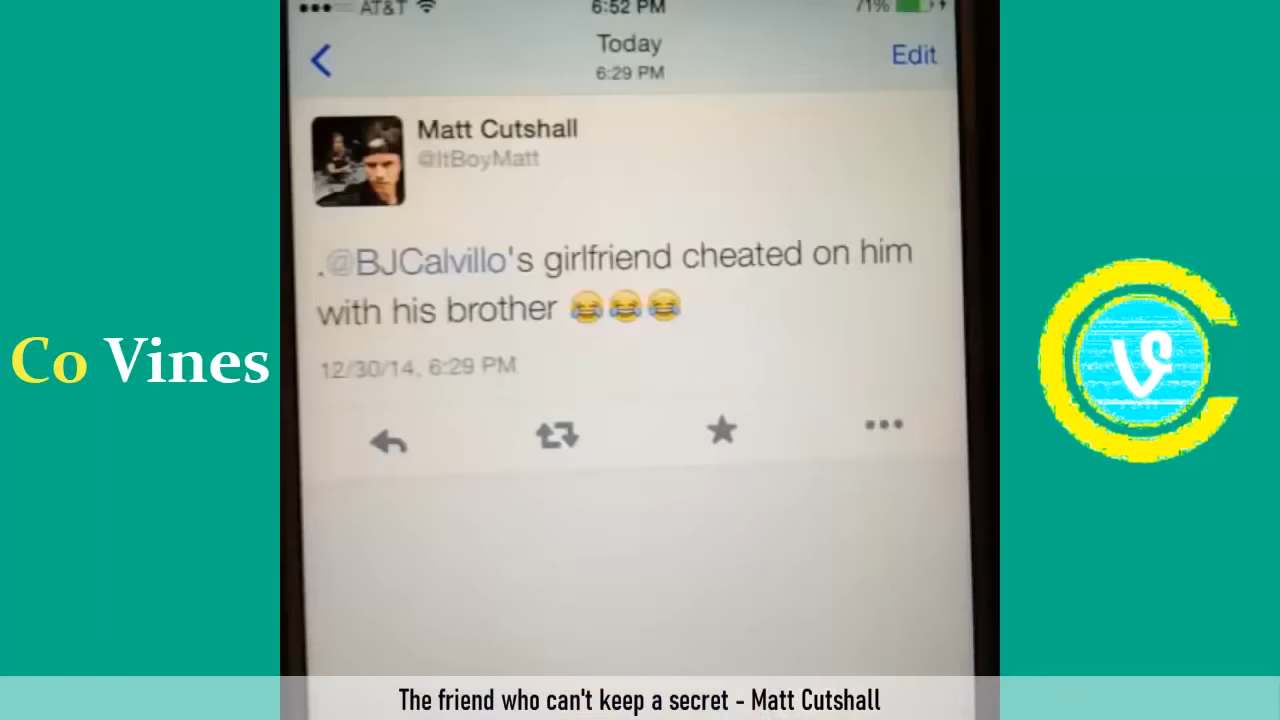 AT&T
6:52 PM
71%
Today
6:29 PM
Edit
Matt Cutshall
@ItBoyMatt
.@BJCalvillo's girlfriend cheated on him
with his brother 😂😂😂
12/30/14, 6:29 PM
Co Vines
The friend who can't keep a secret - Matt Cutshall